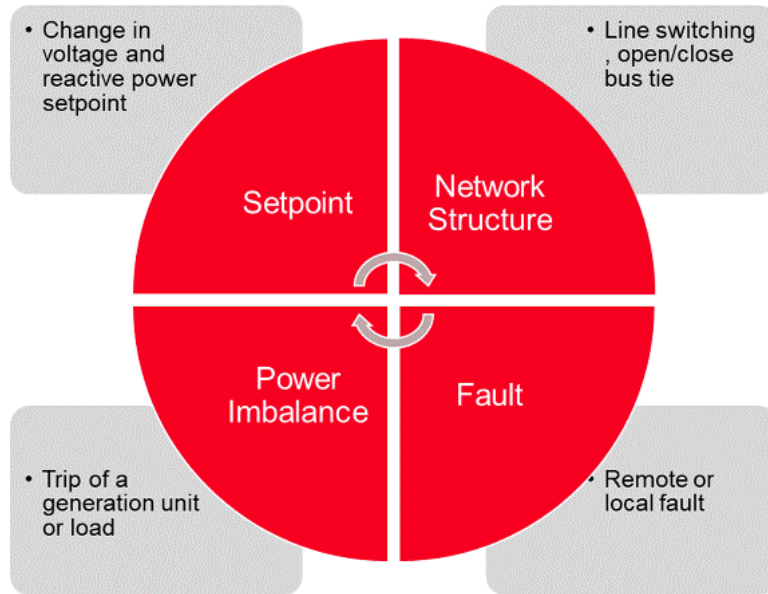 • Change in
voltage and
reactive power
setpoint
• Line switching
, open/close
bus tie
Setpoint
Network
Structure
Power
Imbalance
Fault
• Trip of a
generation unit
or load
• Remote or
local fault